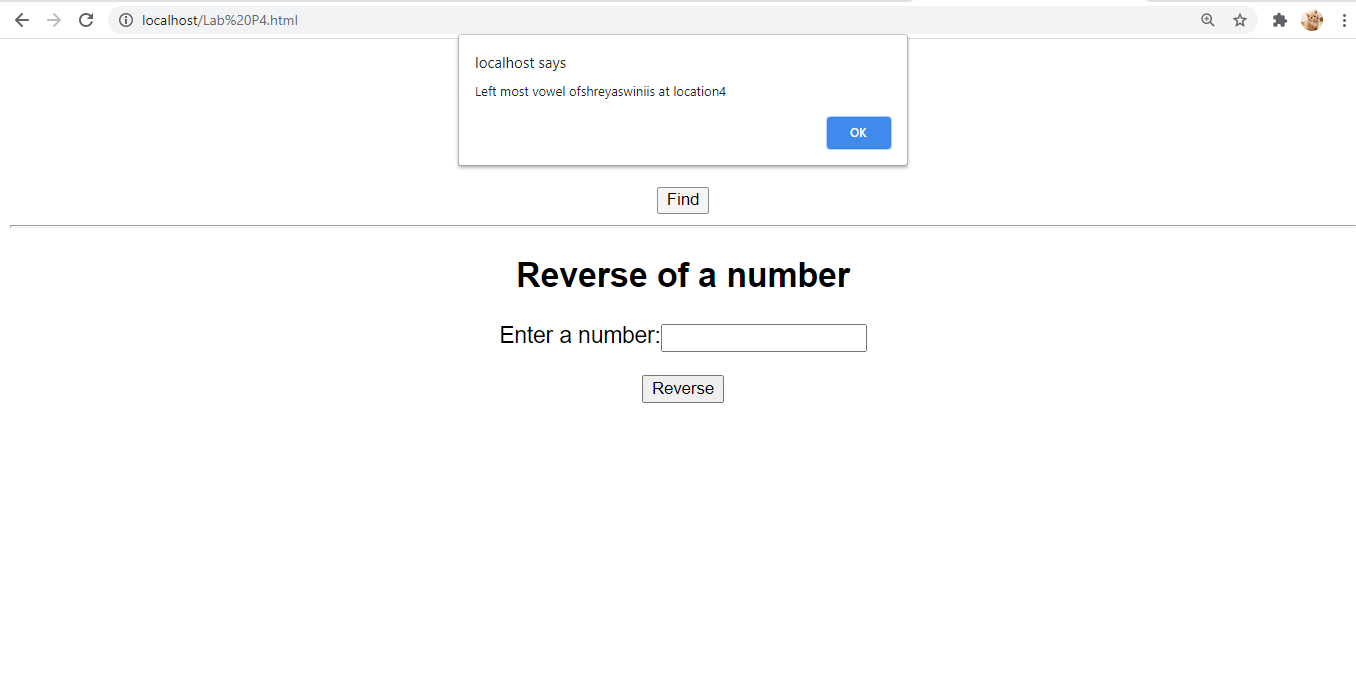 localhost/Lab%20P4.html
localhost says
Left most vowel ofshreyaswiniis at location4
OK
Find
Reverse of a number
Enter a number:
Reverse